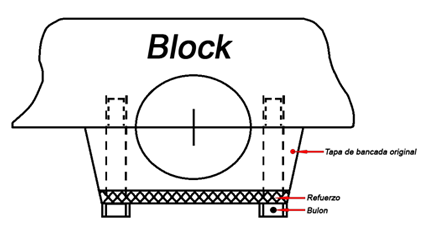 Block
Tapa de bancada original
Refuerzo
Bulon